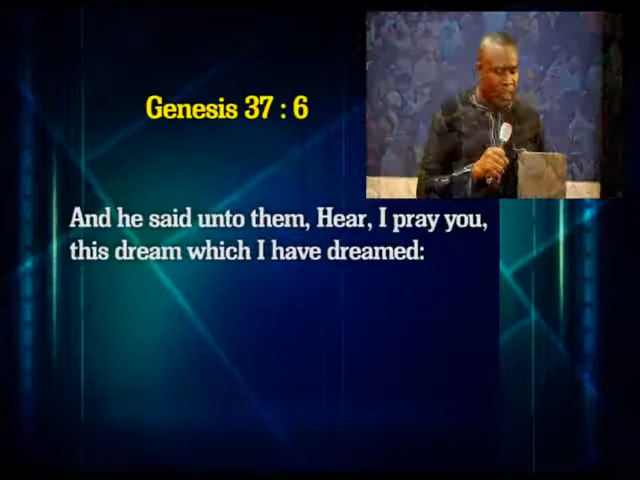 Genesis 37 : 6
And he said unto them, Hear, I pray you,
this dream which I have dreamed: